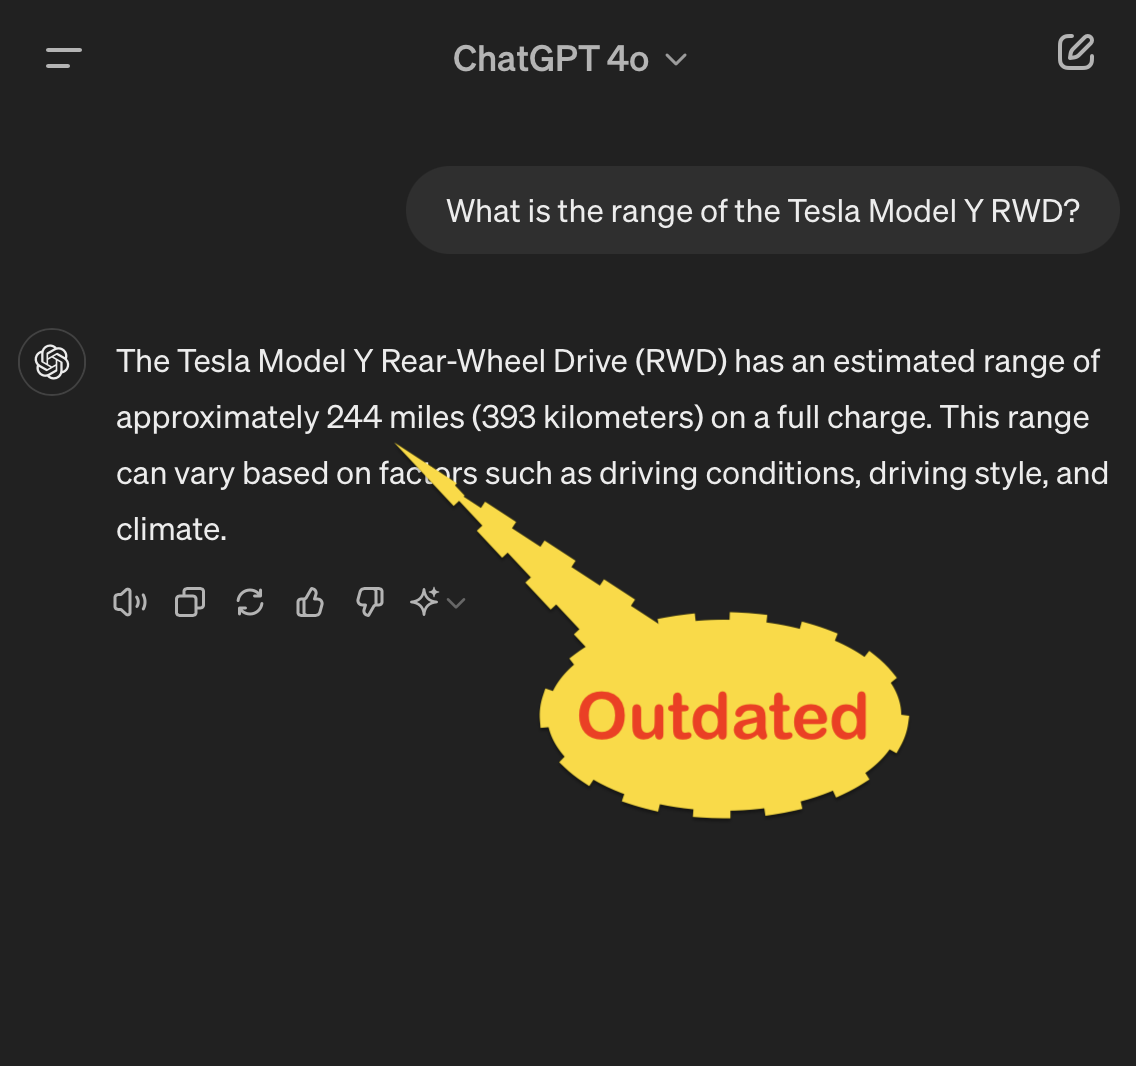 ChatGPT 4o
What is the range of the Tesla Model Y RWD?
The Tesla Model Y Rear-Wheel Drive (RWD) has an estimated range of
approximately 244 miles (393 kilometers) on a full charge. This range
can vary based on factors such as driving conditions, driving style, and
climate.
Outdated